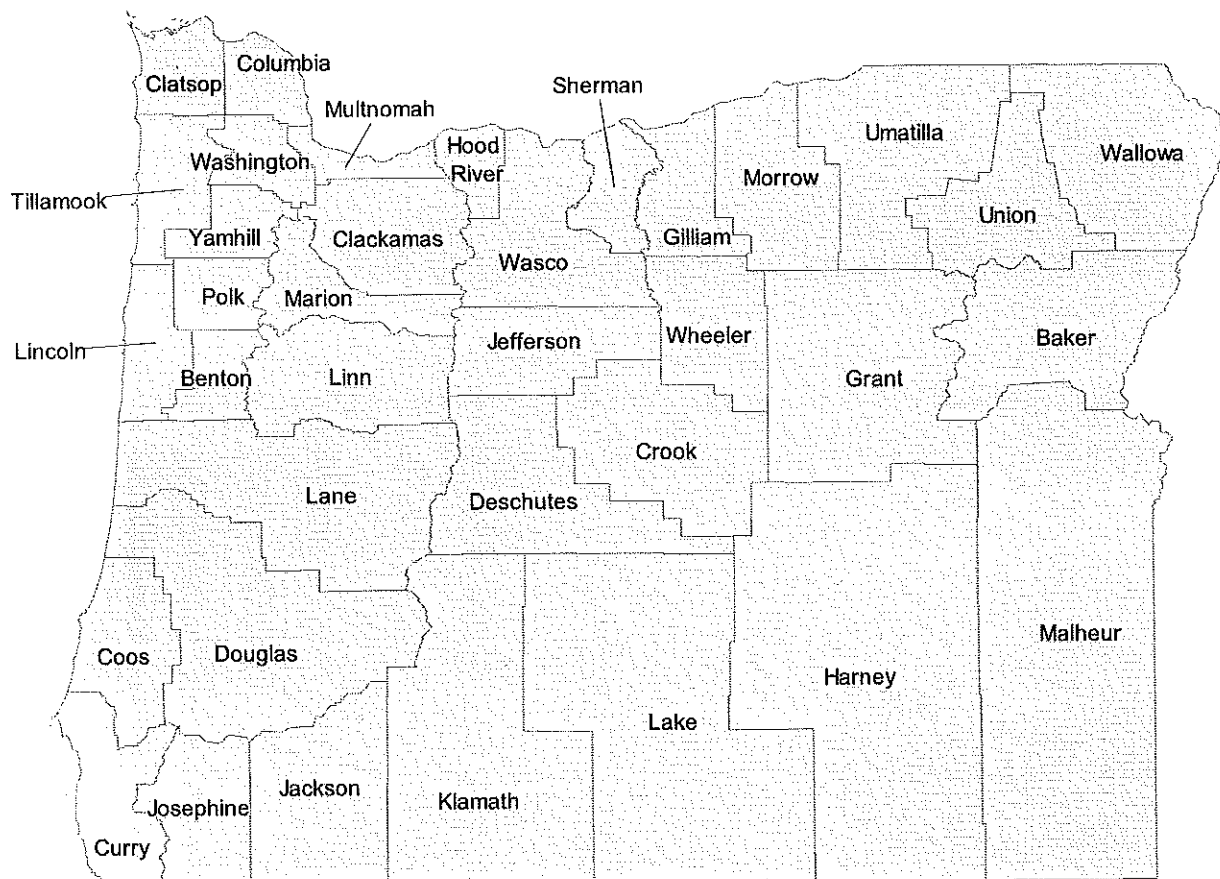 Columbia
Clatsop
Sherman
Multnomah
Umatilla
Hood
River
Washington
Wallowa
Morrow
Tillamook
Union
Yamhill
Clackamas
Gilliam
Wasco
Polk
Marion
Wheeler
Baker
Jefferson
Lincoln
Benton
Linn
Grant
Crook
Lane
Deschutes
Malheur
Coos
Douglas
Harney
Lake
Jackson
Klamath
Josephine
Curry